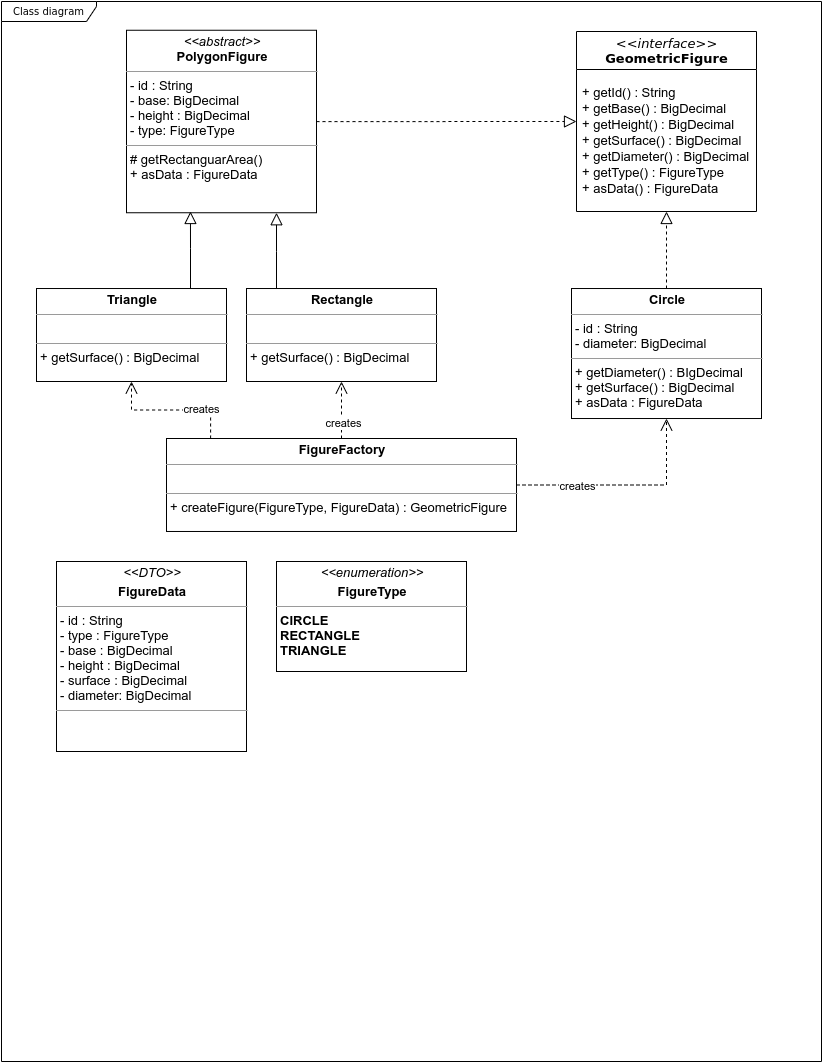 Class diagram
<<abstract>>
PolygonFigure
- id : String
- base: BigDecimal
- height : BigDecimal
- type: FigureType
# getRectanguarArea()
+ asData : FigureData
<<interface>>
GeometricFigure
+ getId() : String
+ getBase() : BigDecimal
+ getHeight() : BigDecimal
+ getSurface() : BigDecimal
+ getDiameter() : BigDecimal
+ getType() : FigureType
+ asData() : FigureData
Triangle
+ getSurface() : BigDecimal
Rectangle
+ getSurface() : BigDecimal
Circle
- id : String
- diameter: BigDecimal
+ getDiameter() : BIgDecimal
+ getSurface() : BigDecimal
+ asData : FigureData
creates
creates
creates
FigureFactory
+ createFigure(FigureType, FigureData) : GeometricFigure
<<DTO>>
FigureData
- id : String
- type : FigureType
- base : BigDecimal
- height : BigDecimal
- surface : BigDecimal
- diameter: BigDecimal
<<enumeration>>
FigureType
CIRCLE
RECTANGLE
TRIANGLE